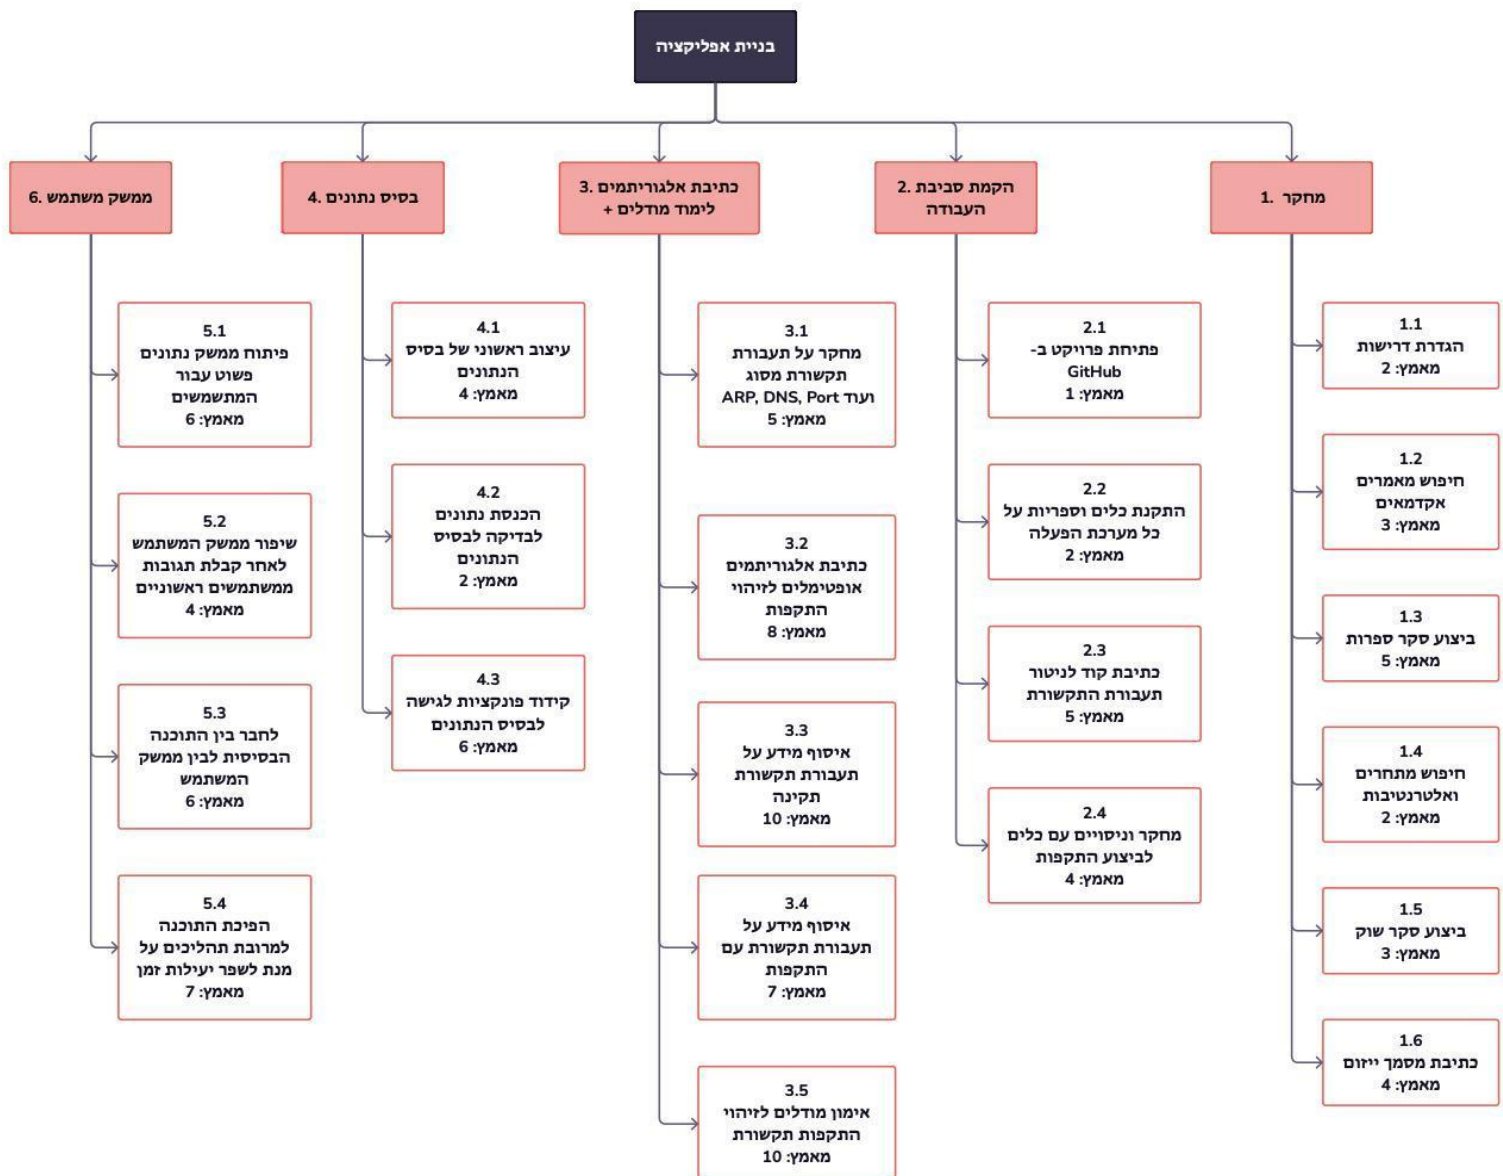 בניית אפליקציה
1. מחקר
2. הקמת סביבת
העבודה
3. כתיבת אלגוריתמים
+ לימוד מודלים
4. בסיס נתונים
6. ממשק משתמש
1.1
הגדרת דרישות
מאמץ: 2
1.2
חיפוש מאמרים
אקדמאים
מאמץ: 3
1.3
ביצוע סקר ספרות
מאמץ: 5
1.4
חיפוש מתחרים
ואלטרנטיבות
מאמץ: 2
1.5
ביצוע סקר שוק
מאמץ: 3
1.6
כתיבת מסמך ייזום
מאמץ: 4
2.1
פתיחת פרויקט ב-
GitHub
מאמץ: 1
2.2
התקנת כלים וספריות על
כל מערכת הפעלה
מאמץ: 2
2.3
כתיבת קוד לניטור
תעבורת התקשורת
מאמץ: 5
2.4
מחקר וניסויים עם כלים
לביצוע התקפות
מאמץ: 4
3.1
מחקר על תעבורת
תקשורת מסוג
ARP, DNS, Port ועוד
מאמץ: 5
3.2
כתיבת אלגוריתמים
אופטימלים לזיהוי
התקפות
מאמץ: 8
3.3
איסוף מידע על
תעבורת תקשורת
תקינה
מאמץ: 10
3.4
איסוף מידע על
תעבורת תקשורת עם
התקפות
מאמץ: 7
3.5
אימון מודלים לזיהוי
התקפות תקשורת
מאמץ: 10
4.1
עיצוב ראשוני של בסיס
הנתונים
מאמץ: 4
4.2
הכנסת נתונים
לבדיקה לבסיס
הנתונים
מאמץ: 2
4.3
קידוד פונקציות לגישה
לבסיס הנתונים
מאמץ: 6
5.1
פיתוח ממשק נתונים
פשוט עבור
המתשמשים
מאמץ: 6
5.2
שיפור ממשק המשתמש
לאחר קבלת תגובות
ממשתמשים ראשוניים
מאמץ: 4
5.3
לחבר בין התוכנה
הבסיסית לבין ממשק
המשתמש
מאמץ: 6
5.4
הפיכת התוכנה
למרובת תהליכים על
מנת לשפר יעילות זמן
מאמץ: 7